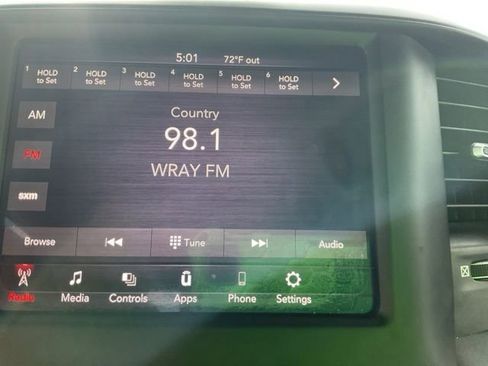 5:01 72°F out
1 HOLD to Set 2 HOLD to Set 3 HOLD to Set 4 HOLD to Set 5 HOLD to Set 6 HOLD to Set
AM
Country
98.1
FM
WRAY FM
sxm
Browse Tune Audio
Radio Media Controls Apps Phone Settings